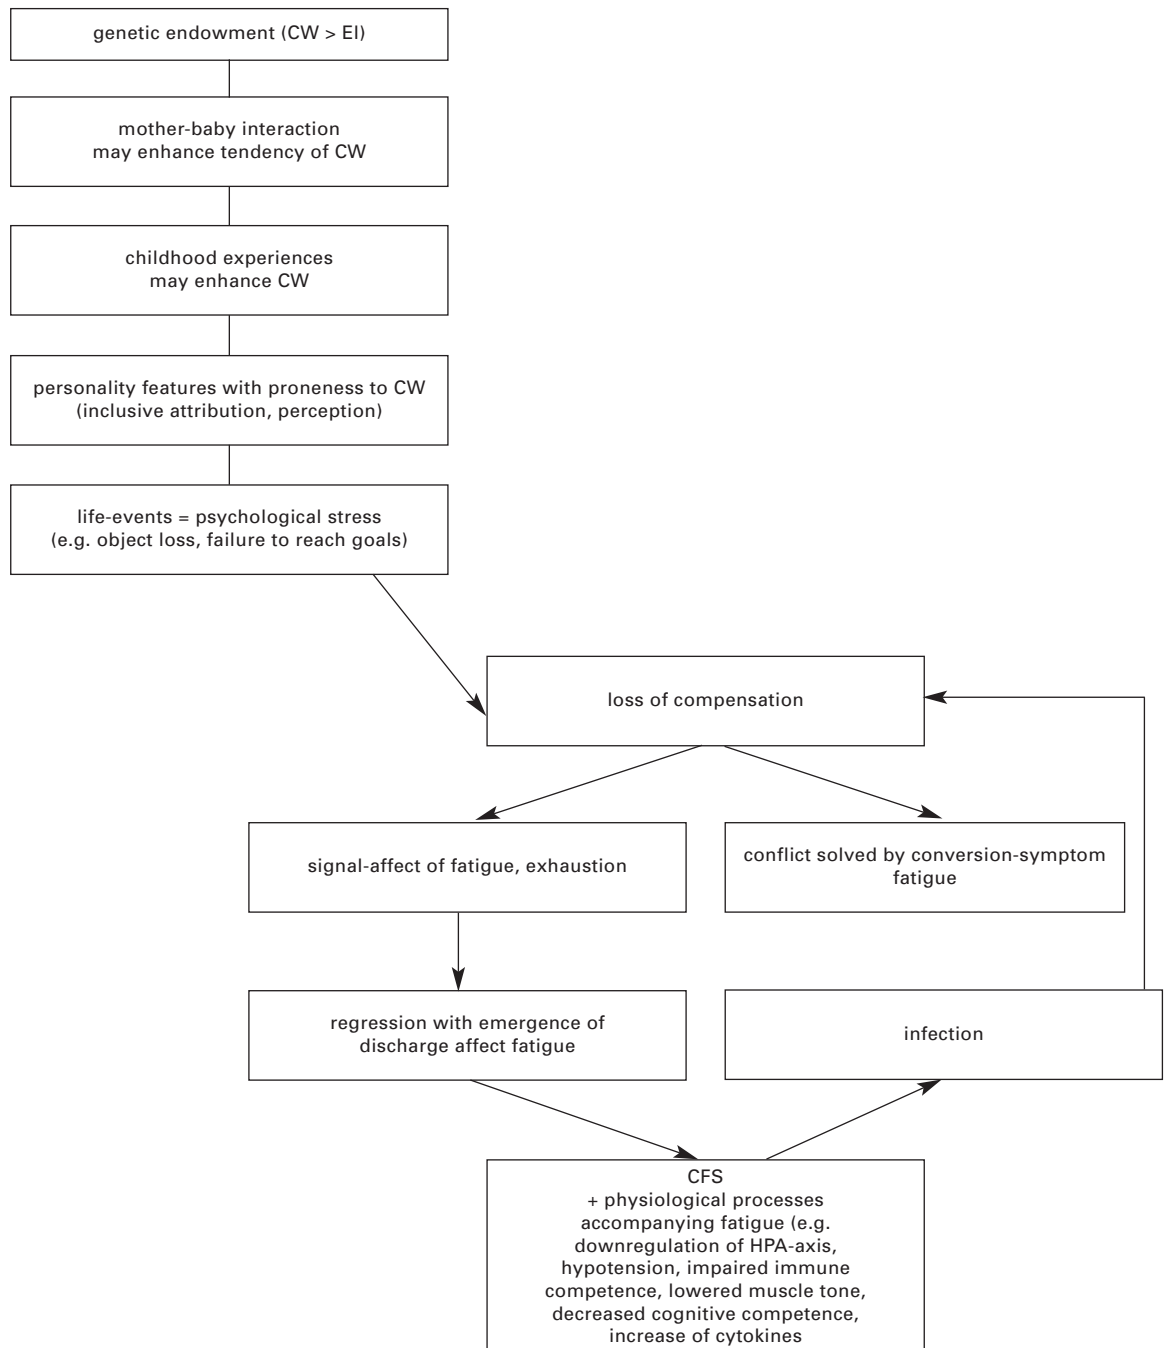 genetic endowment (CW > EI)
mother-baby interaction
may enhance tendency of CW
childhood experiences
may enhance CW
personality features with proneness to CW
(inclusive attribution, perception)
life-events = psychological stress
(e.g. object loss, failure to reach goals)
loss of compensation
signal-affect of fatigue, exhaustion
conflict solved by conversion-symptom
fatigue
regression with emergence of
discharge affect fatigue
infection
CFS
+ physiological processes
accompanying fatigue (e.g.
downregulation of HPA-axis,
hypotension, impaired immune
competence, lowered muscle tone,
decreased cognitive competence,
increase of cytokines